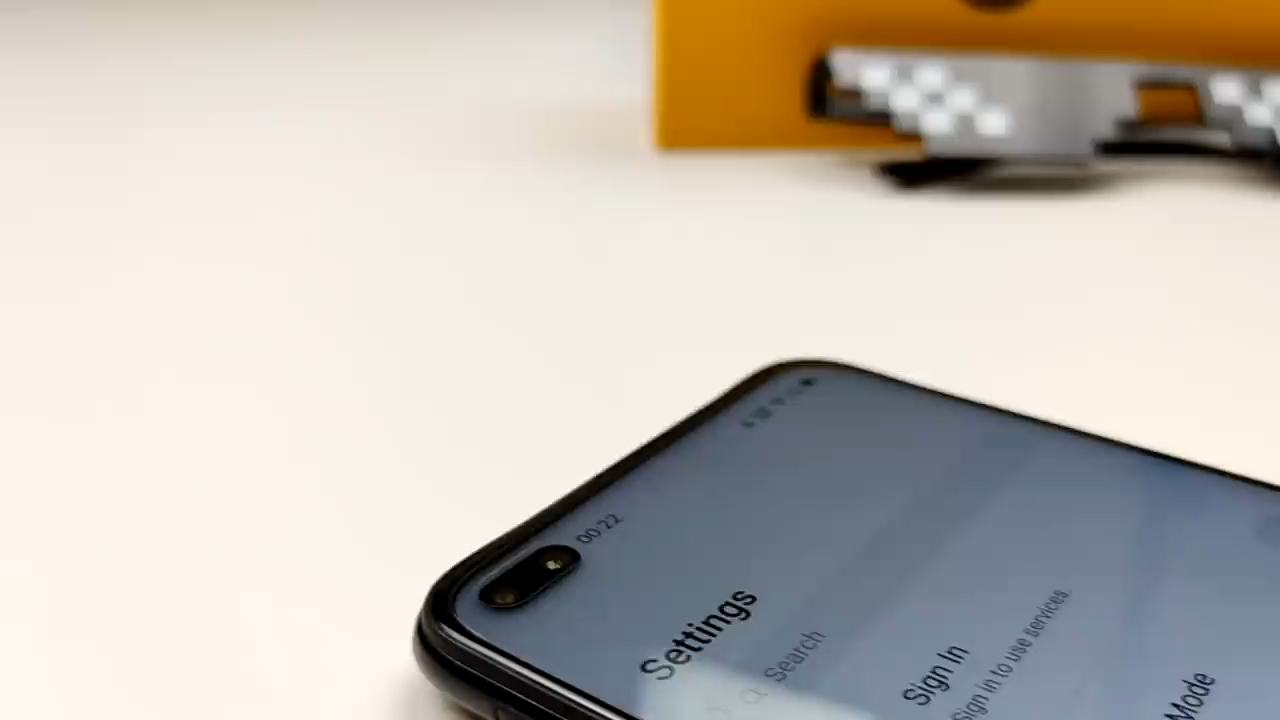 00:22
Settings
Search
Sign In
Sign in to use services
Mode